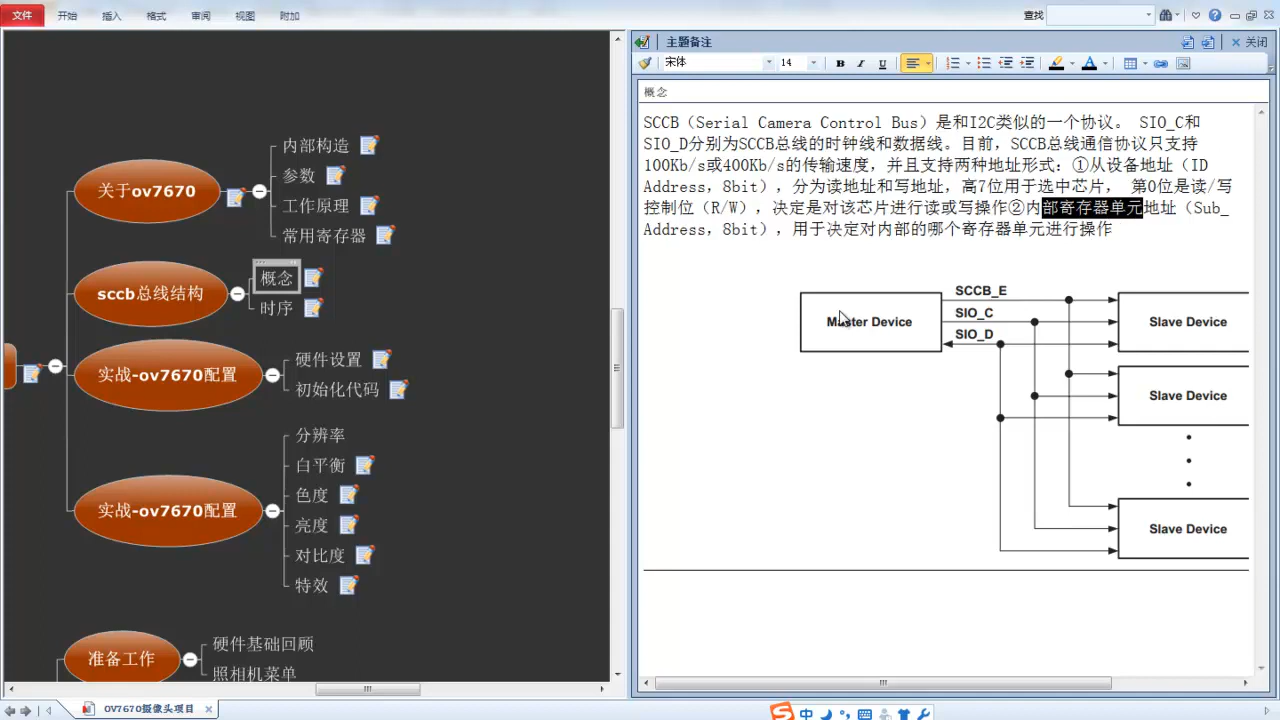 文件 开始 插入 格式 审阅 视图 附加 查找
主题备注 关闭
宋体 14 B I U A
概念
SCCB（Serial Camera Control Bus）是和I2C类似的一个协议。 SIO_C和
SIO_D分别为SCCB总线的时钟线和数据线。目前，SCCB总线通信协议只支持
100Kb/s或400Kb/s的传输速度，并且支持两种地址形式：①从设备地址（ID
Address，8bit），分为读地址和写地址，高7位用于选中芯片， 第0位是读/写
控制位（R/W），决定是对该芯片进行读或写操作②内部寄存器单元地址（Sub_
Address，8bit），用于决定对内部的哪个寄存器单元进行操作
Master Device
SCCB_E
SIO_C
SIO_D
Slave Device
Slave Device
Slave Device
关于ov7670
内部构造
参数
工作原理
常用寄存器
sccb总线结构
概念
时序
实战-ov7670配置
硬件设置
初始化代码
实战-ov7670配置
分辨率
白平衡
色度
亮度
对比度
特效
准备工作
硬件基础回顾
照相机菜单
OV7670摄像头项目
S 中